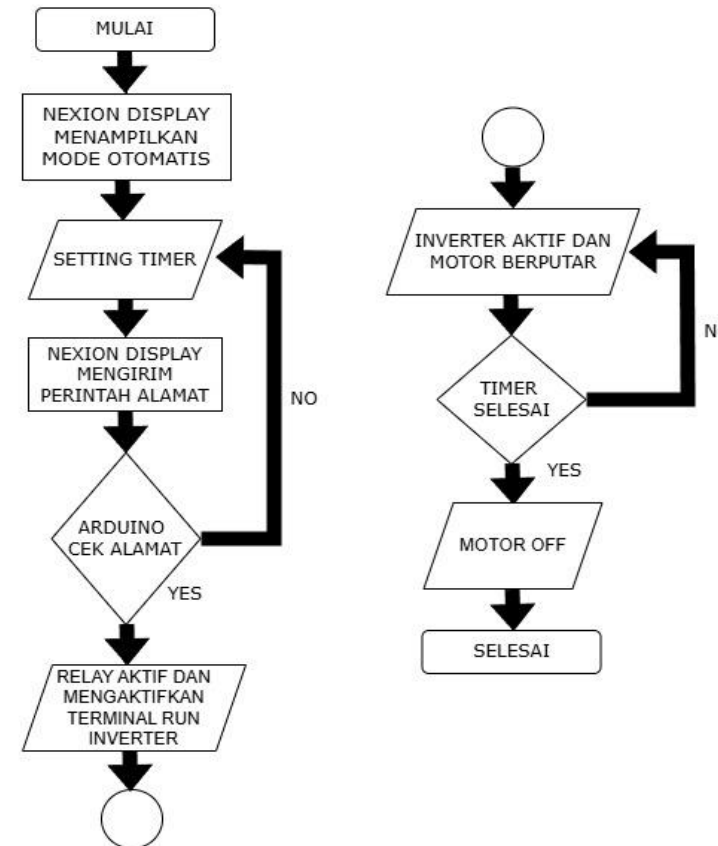 MULAI
NEXION DISPLAY
MENAMPILKAN
MODE OTOMATIS
SETTING TIMER
NEXION DISPLAY
MENGIRIM
PERINTAH ALAMAT
NO
ARDUINO
CEK ALAMAT
YES
RELAY AKTIF DAN
MENGAKTIFKAN
TERMINAL RUN
INVERTER
INVERTER AKTIF DAN
MOTOR BERPUTAR
N
TIMER
SELESAI
YES
MOTOR OFF
SELESAI